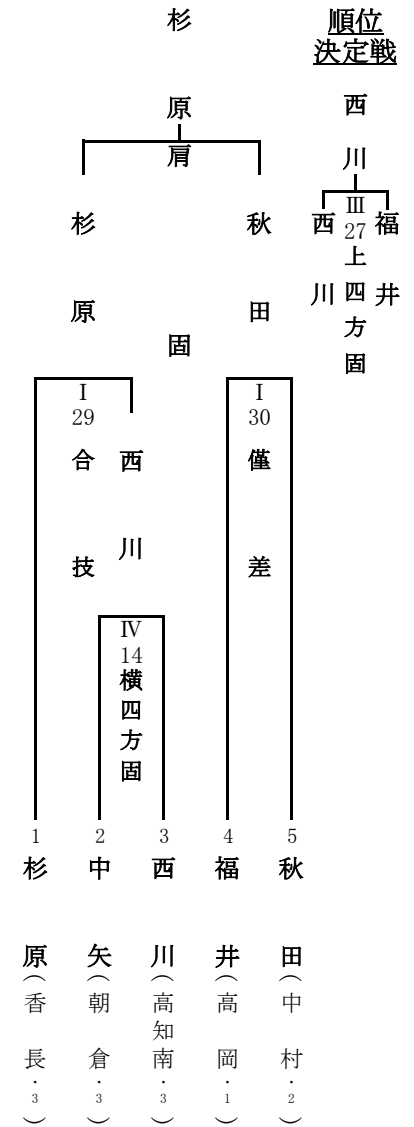 杉原
肩固
順位
決定戦
西川
西川
Ⅲ
27
上四方固
福井
杉原
秋田
Ⅰ
29
合技
西川
Ⅰ
30
僅差
Ⅳ
14
横四方固
1
杉原(香長・3)
2
中矢(朝倉・3)
3
西川(高知南・3)
4
福井(高岡・1)
5
秋田(中村・2)